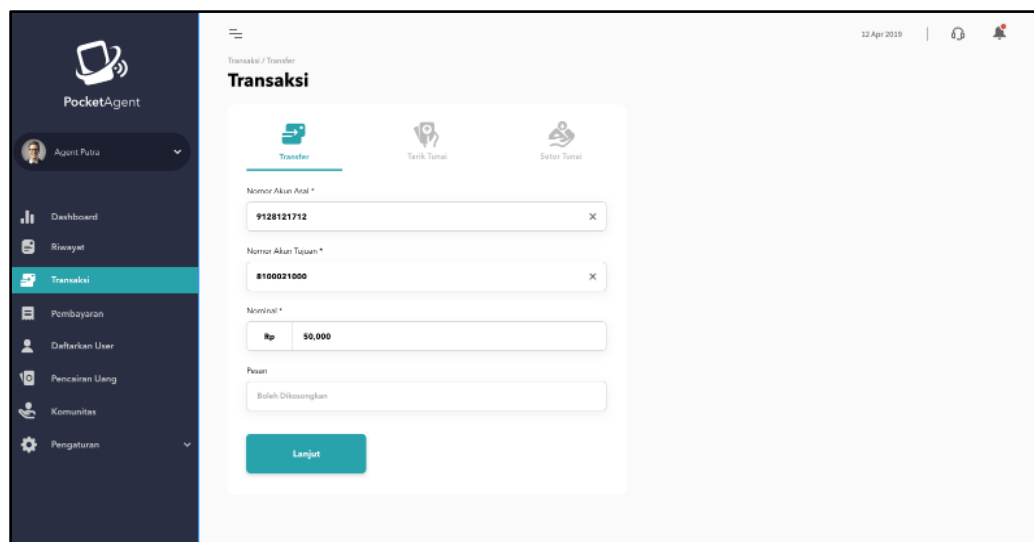 PocketAgent
Agent Putra
Dashboard
Riwayat
Transaksi
Pembayaran
Daftarkan User
Pencairan Uang
Komunitas
Pengaturan
12 Apr 2019
Transaksi / Transfer
Transaksi
Transfer
Tarik Tunai
Setor Tunai
Nomor Akun Asal *
9128121712
Nomor Akun Tujuan *
8100021000
Nominal *
Rp 50,000
Pesan
Boleh Dikosongkan
Lanjut